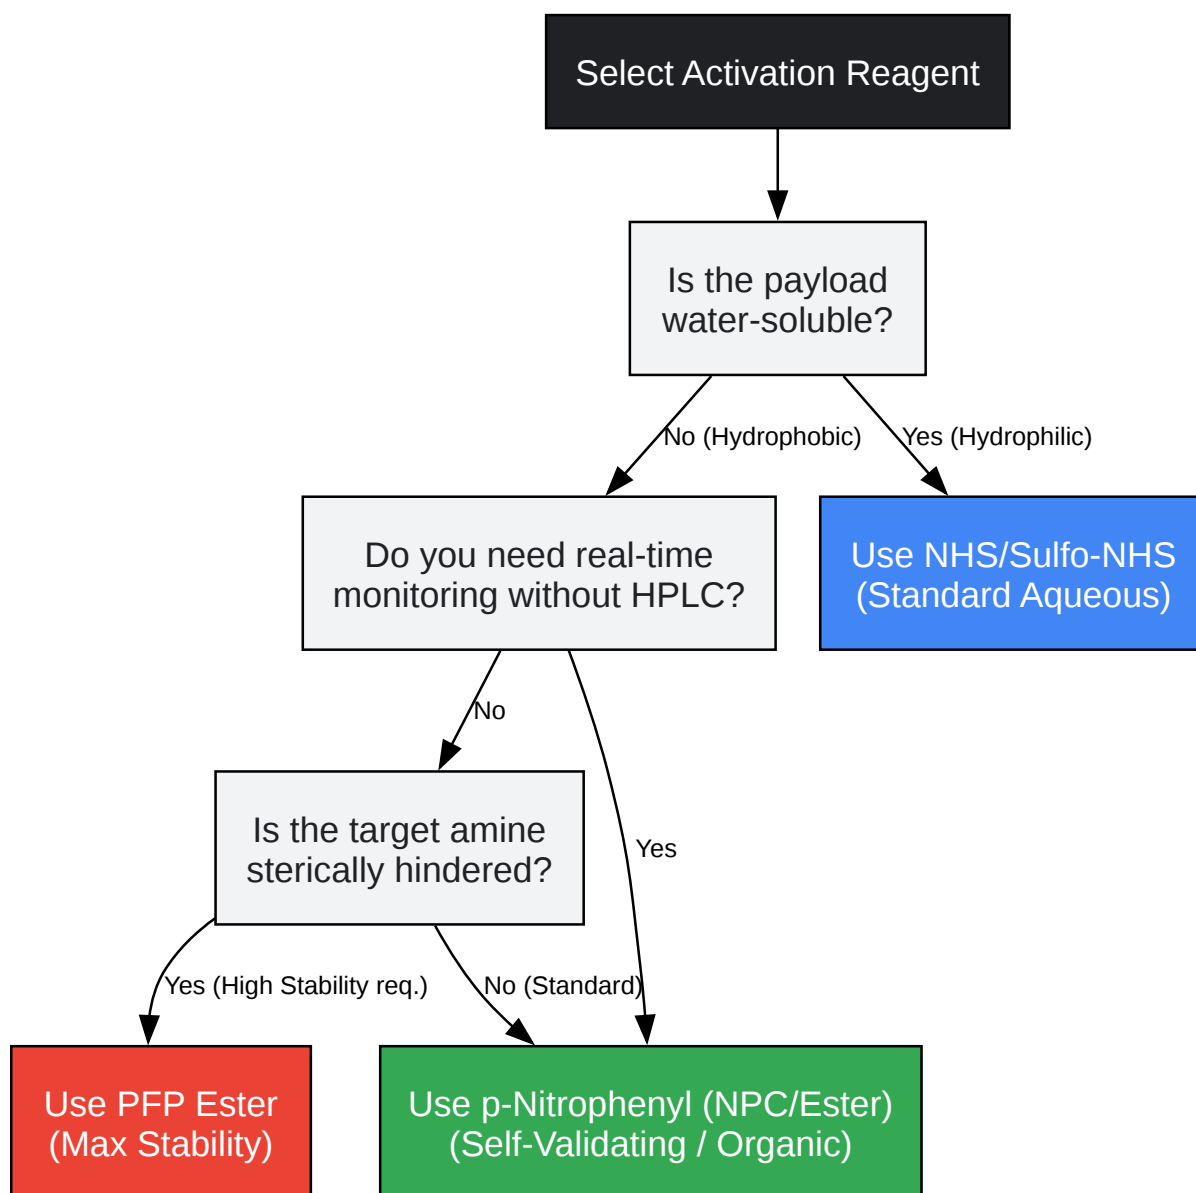 Select Activation Reagent
Is the payload
water-soluble?
No (Hydrophobic)
Yes (Hydrophilic)
Do you need real-time
monitoring without HPLC?
Use NHS/Sulfo-NHS
(Standard Aqueous)
No
Is the target amine
sterically hindered?
Yes
Yes (High Stability req.)
No (Standard)
Use PFP Ester
(Max Stability)
Use p-Nitrophenyl (NPC/Ester)
(Self-Validating / Organic)